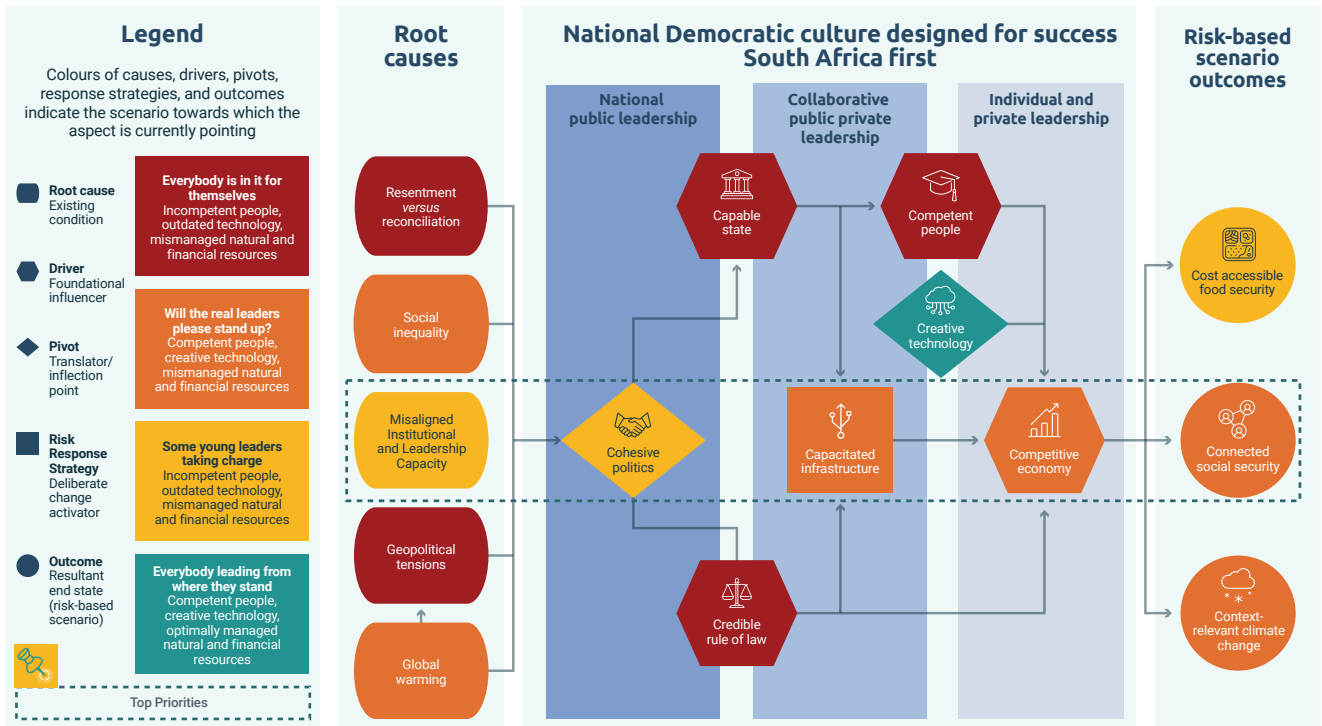 Legend
Colours of causes, drivers, pivots,
response strategies, and outcomes
indicate the scenario towards which the
aspect is currently pointing
Root cause
Existing
condition
Driver
Foundational
influencer
Pivot
Translator/
inflection
point
Risk
Response
Strategy
Deliberate
change
activator
Outcome
Resultant
end state
(risk-based
scenario)
Everybody is in it for
themselves
Incompetent people,
outdated technology,
mismanaged natural and
financial resources
Will the real leaders
please stand up?
Competent people,
creative technology,
mismanaged natural
and financial resources
Some young leaders
taking charge
Incompetent people,
outdated technology,
mismanaged natural
and financial resources
Everybody leading from
where they stand
Competent people,
creative technology,
optimally managed
natural and financial
resources
Top Priorities
Root
causes
Resentment
versus
reconciliation
Social
inequality
Misaligned
Institutional
and Leadership
Capacity
Geopolitical
tensions
Global
warming
National Democratic culture designed for success
South Africa first
National
public leadership
Collaborative
public private
leadership
Individual and
private leadership
Capable
state
Competent
people
Creative
technology
Cohesive
politics
Capacitated
infrastructure
Competitive
economy
Credible
rule of law
Risk-based
scenario
outcomes
Cost accessible
food security
Connected
social security
Context-
relevant climate
change